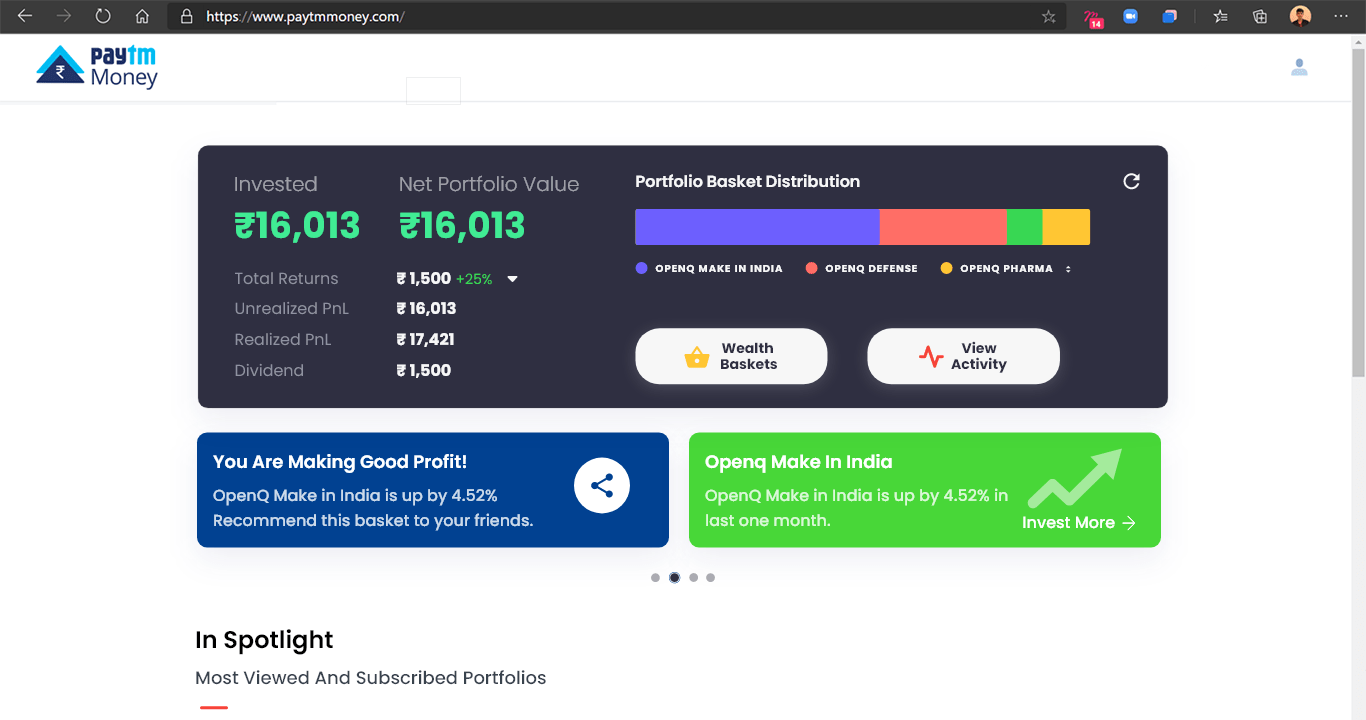 https://www.paytmmoney.com/
14
paytm
₹ Money
Invested
₹16,013
Net Portfolio Value
₹16,013
Total Returns ₹ 1,500 +25%
Unrealized PnL ₹ 16,013
Realized PnL ₹ 17,421
Dividend ₹ 1,500
Portfolio Basket Distribution
OPENQ MAKE IN INDIA OPENQ DEFENSE OPENQ PHARMA
Wealth
Baskets
View
Activity
You Are Making Good Profit!
OpenQ Make in India is up by 4.52%
Recommend this basket to your friends.
Openq Make In India
OpenQ Make in India is up by 4.52% in
last one month.
Invest More →
In Spotlight
Most Viewed And Subscribed Portfolios